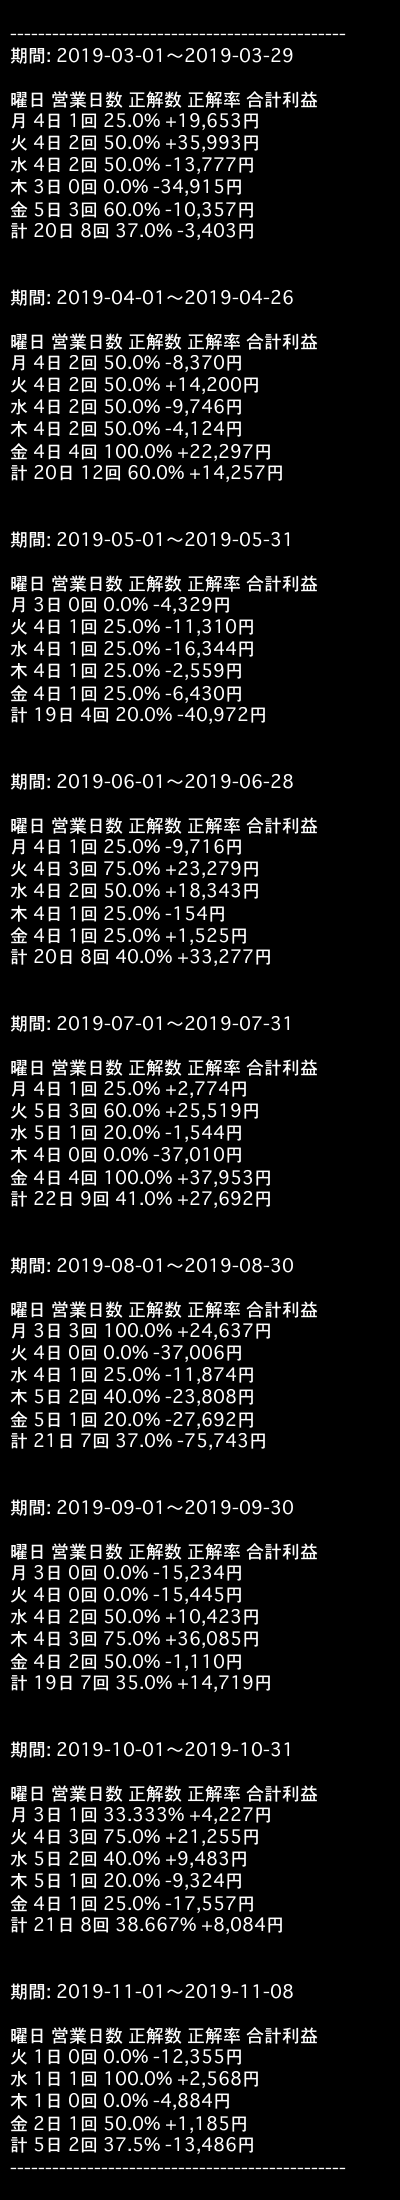 ------------------------------------------------
期間: 2019-03-01〜2019-03-29
曜日 営業日数 正解数 正解率 合計利益
月 4日 1回 25.0% +19,653円
火 4日 2回 50.0% +35,993円
水 4日 2回 50.0% -13,777円
木 3日 0回 0.0% -34,915円
金 5日 3回 60.0% -10,357円
計 20日 8回 37.0% -3,403円
期間: 2019-04-01〜2019-04-26
曜日 営業日数 正解数 正解率 合計利益
月 4日 2回 50.0% -8,370円
火 4日 2回 50.0% +14,200円
水 4日 2回 50.0% -9,746円
木 4日 2回 50.0% -4,124円
金 4日 4回 100.0% +22,297円
計 20日 12回 60.0% +14,257円
期間: 2019-05-01〜2019-05-31
曜日 営業日数 正解数 正解率 合計利益
月 3日 0回 0.0% -4,329円
火 4日 1回 25.0% -11,310円
水 4日 1回 25.0% -16,344円
木 4日 1回 25.0% -2,559円
金 4日 1回 25.0% -6,430円
計 19日 4回 20.0% -40,972円
期間: 2019-06-01〜2019-06-28
曜日 営業日数 正解数 正解率 合計利益
月 4日 1回 25.0% -9,716円
火 4日 3回 75.0% +23,279円
水 4日 2回 50.0% +18,343円
木 4日 1回 25.0% -154円
金 4日 1回 25.0% +1,525円
計 20日 8回 40.0% +33,277円
期間: 2019-07-01〜2019-07-31
曜日 営業日数 正解数 正解率 合計利益
月 4日 1回 25.0% +2,774円
火 5日 3回 60.0% +25,519円
水 5日 1回 20.0% -1,544円
木 4日 0回 0.0% -37,010円
金 4日 4回 100.0% +37,953円
計 22日 9回 41.0% +27,692円
期間: 2019-08-01〜2019-08-30
曜日 営業日数 正解数 正解率 合計利益
月 3日 3回 100.0% +24,637円
火 4日 0回 0.0% -37,006円
水 4日 1回 25.0% -11,874円
木 5日 2回 40.0% -23,808円
金 5日 1回 20.0% -27,692円
計 21日 7回 37.0% -75,743円
期間: 2019-09-01〜2019-09-30
曜日 営業日数 正解数 正解率 合計利益
月 3日 0回 0.0% -15,234円
火 4日 0回 0.0% -15,445円
水 4日 2回 50.0% +10,423円
木 4日 3回 75.0% +36,085円
金 4日 2回 50.0% -1,110円
計 19日 7回 35.0% +14,719円
期間: 2019-10-01〜2019-10-31
曜日 営業日数 正解数 正解率 合計利益
月 3日 1回 33.333% +4,227円
火 4日 3回 75.0% +21,255円
水 5日 2回 40.0% +9,483円
木 5日 1回 20.0% -9,324円
金 4日 1回 25.0% -17,557円
計 21日 8回 38.667% +8,084円
期間: 2019-11-01〜2019-11-08
曜日 営業日数 正解数 正解率 合計利益
火 1日 0回 0.0% -12,355円
水 1日 1回 100.0% +2,568円
木 1日 0回 0.0% -4,884円
金 2日 1回 50.0% +1,185円
計 5日 2回 37.5% -13,486円
------------------------------------------------